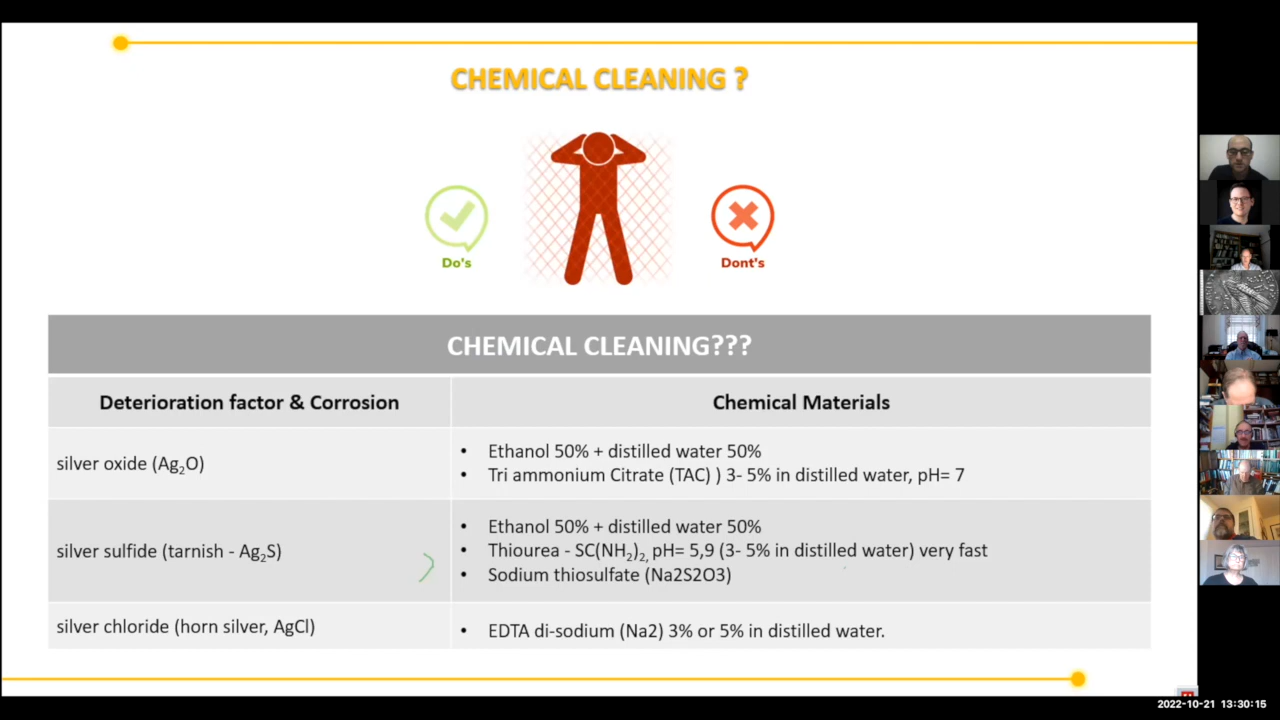 CHEMICAL CLEANING ?
Do's
Dont's
CHEMICAL CLEANING???
Deterioration factor & Corrosion
Chemical Materials
silver oxide (Ag₂O)
• Ethanol 50% + distilled water 50%
• Tri ammonium Citrate (TAC) ) 3- 5% in distilled water, pH= 7
silver sulfide (tarnish - Ag₂S)
• Ethanol 50% + distilled water 50%
• Thiourea - SC(NH₂)₂, pH= 5,9 (3- 5% in distilled water) very fast
• Sodium thiosulfate (Na2S2O3)
silver chloride (horn silver, AgCl)
• EDTA di-sodium (Na2) 3% or 5% in distilled water.
2022-10-21 13:30:15